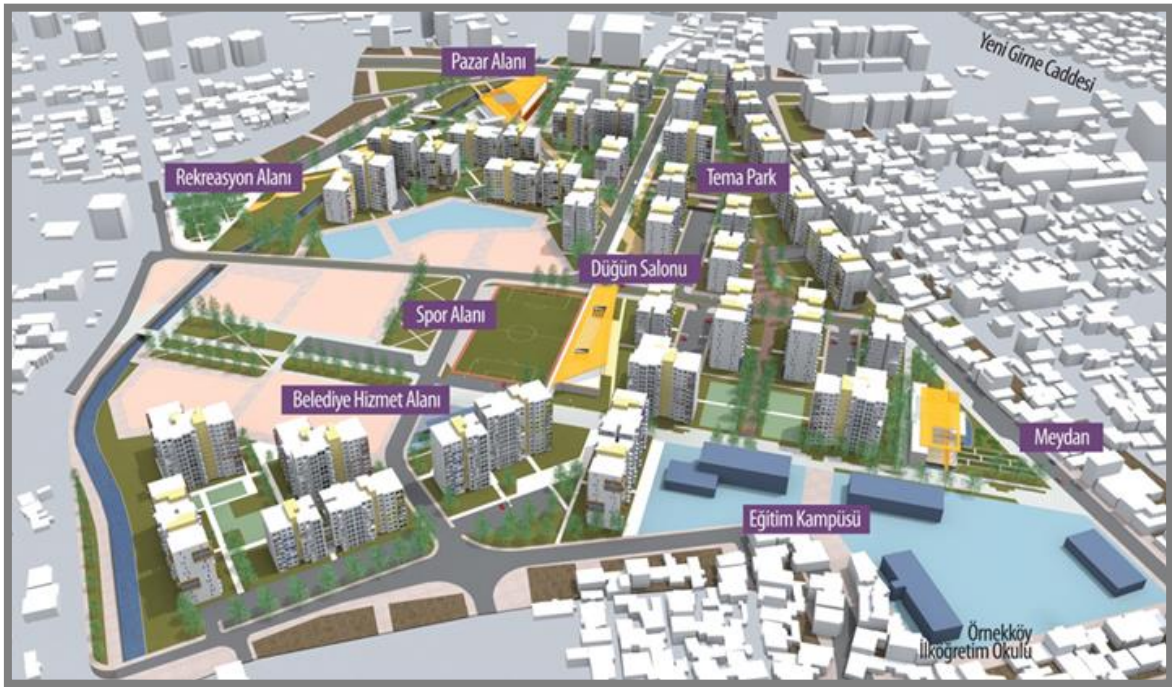 Pazar Alanı
Yeni Girne Caddesi
Rekreasyon Alanı
Tema Park
Düğün Salonu
Spor Alanı
Belediye Hizmet Alanı
Meydan
Eğitim Kampüsü
Örnekköy
İlköğretim Okulu